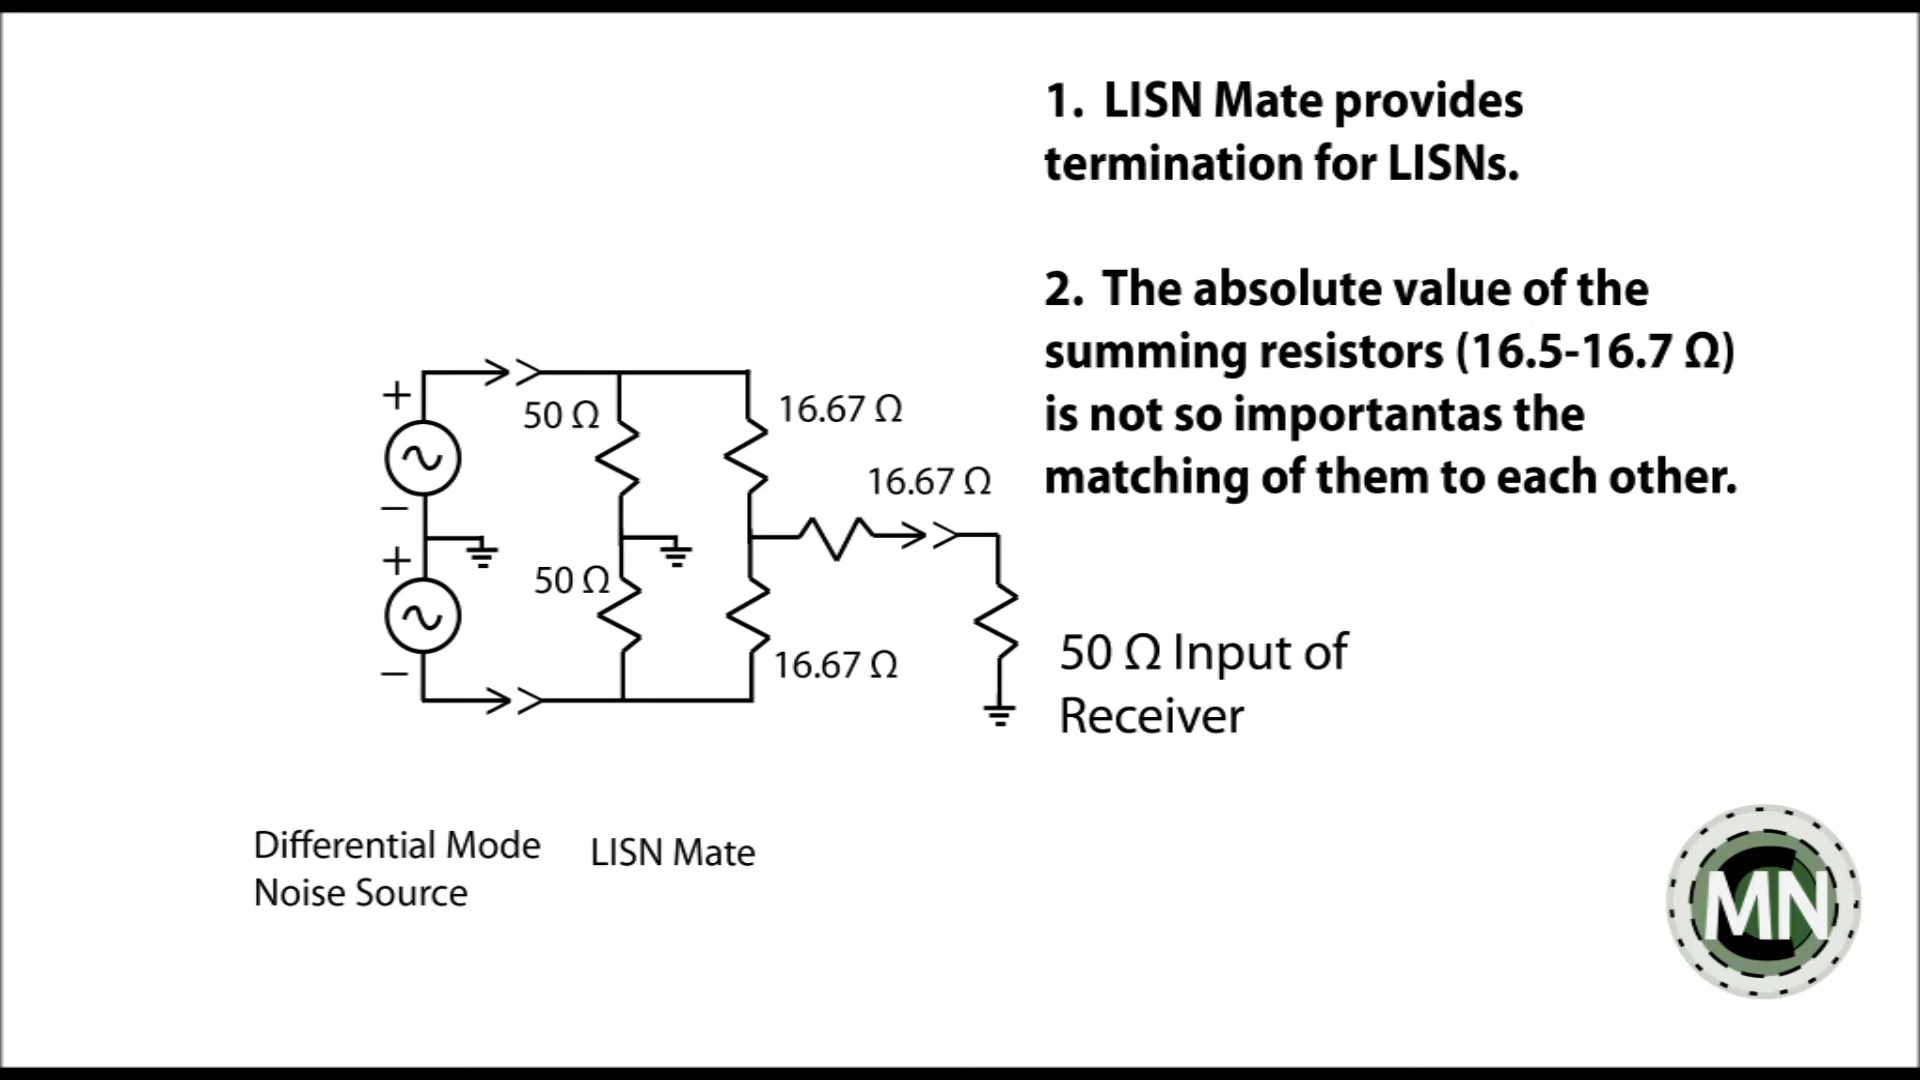 1. LISN Mate provides
termination for LISNs.
2. The absolute value of the
summing resistors (16.5-16.7 Ω)
is not so importantas the
matching of them to each other.
+
50 Ω
16.67 Ω
16.67 Ω
−
+
50 Ω
16.67 Ω
−
50 Ω Input of
Receiver
Differential Mode
Noise Source
LISN Mate
CMN